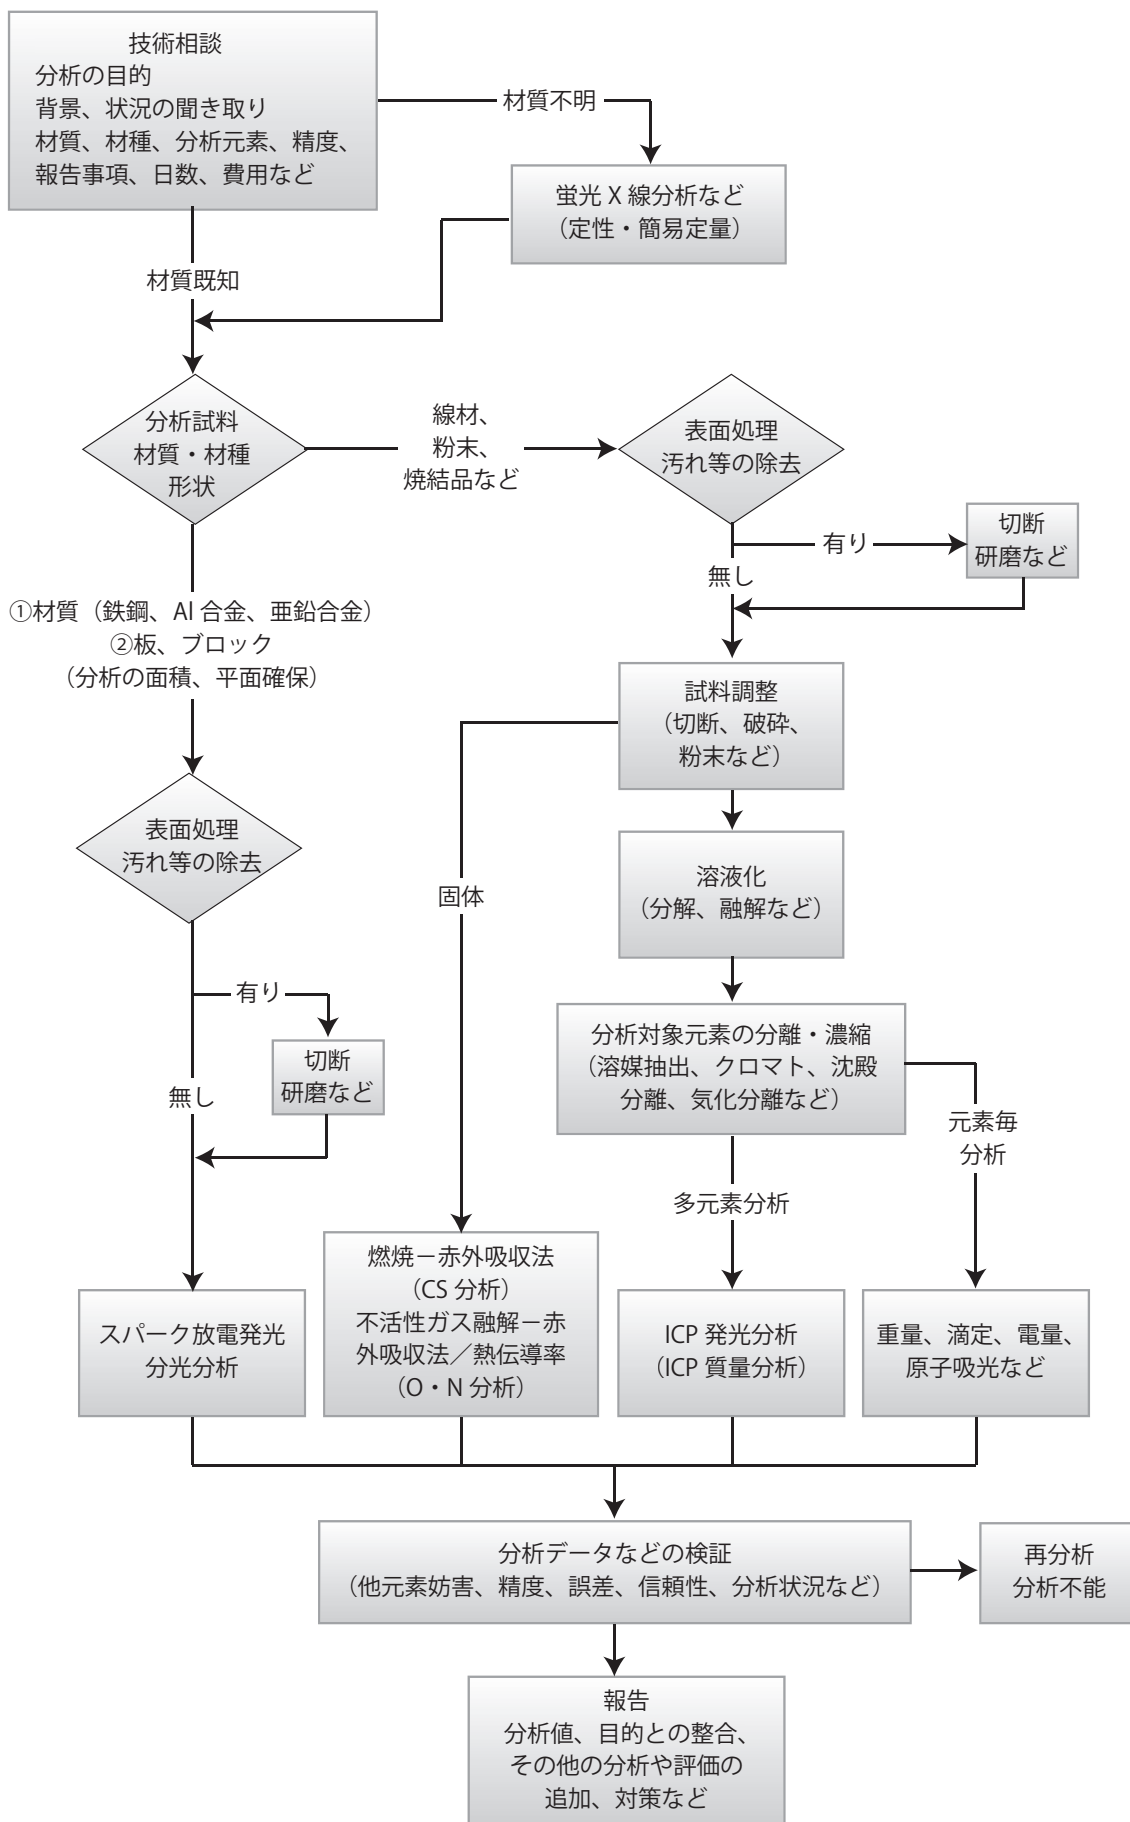 技術相談
分析の目的
背景、状況の聞き取り
材質、材種、分析元素、精度、
報告事項、日数、費用など
材質不明
蛍光 X 線分析など
（定性・簡易定量）
材質既知
分析試料
材質・材種
形状
線材、
粉末、
焼結品など
表面処理
汚れ等の除去
有り
切断
研磨など
無し
①材質（鉄鋼、Al 合金、亜鉛合金）
②板、ブロック
（分析の面積、平面確保）
試料調整
（切断、破砕、
粉末など）
表面処理
汚れ等の除去
固体
溶液化
（分解、融解など）
有り
切断
研磨など
無し
分析対象元素の分離・濃縮
（溶媒抽出、クロマト、沈殿
分離、気化分離など）
元素毎
分析
多元素分析
スパーク放電発光
分光分析
燃焼－赤外吸収法
（CS 分析）
不活性ガス融解－赤
外吸収法／熱伝導率
（O・N 分析）
ICP 発光分析
（ICP 質量分析）
重量、滴定、電量、
原子吸光など
分析データなどの検証
（他元素妨害、精度、誤差、信頼性、分析状況など）
再分析
分析不能
報告
分析値、目的との整合、
その他の分析や評価の
追加、対策など